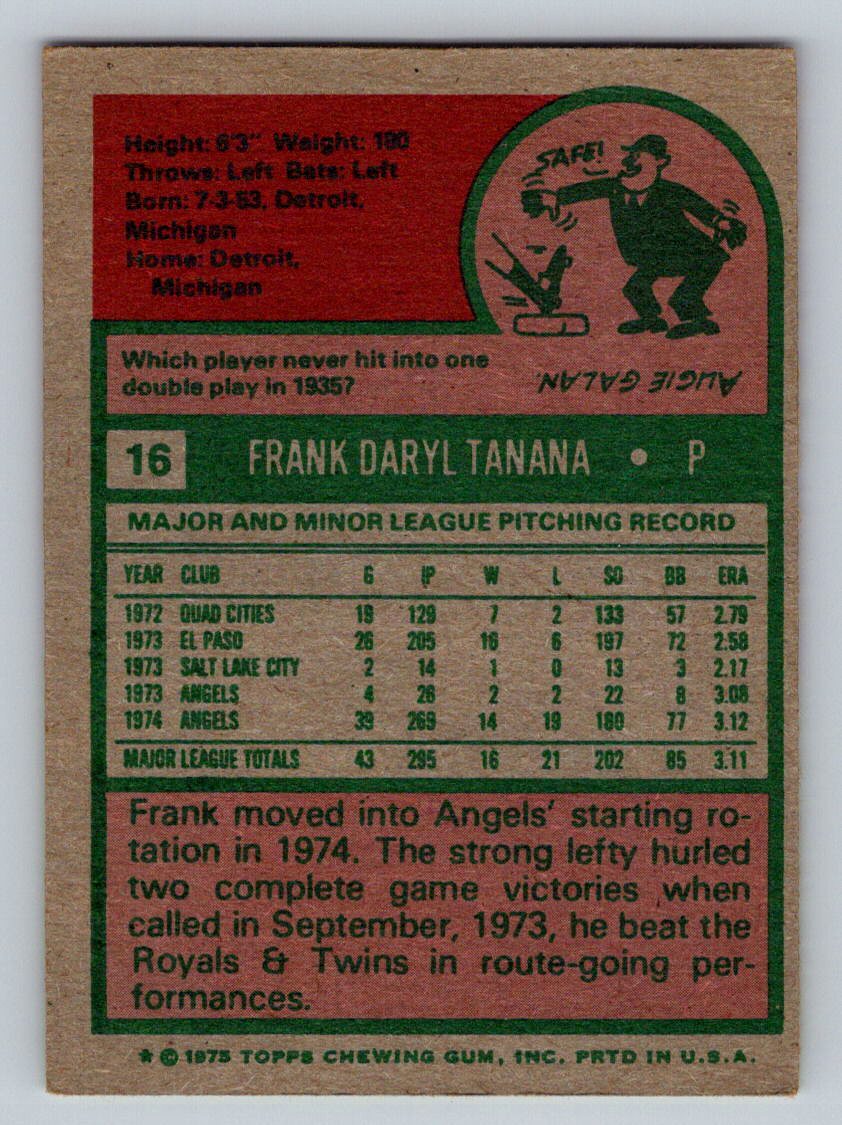 Height: 6'3" Weight: 180
Throws: Left Bats: Left
Born: 7-3-53, Detroit,
Michigan
Home: Detroit,
Michigan
SAFE!
Which player never hit into one
double play in 1935?
AUGIE GALAN.
16 FRANK DARYL TANANA • P
MAJOR AND MINOR LEAGUE PITCHING RECORD
YEAR CLUB G IP W L SO BB ERA
1972 QUAD CITIES 19 129 7 2 133 57 2.79
1973 EL PASO 26 205 16 6 197 72 2.58
1973 SALT LAKE CITY 2 14 1 0 13 3 2.17
1973 ANGELS 4 26 2 2 22 8 3.08
1974 ANGELS 39 269 14 19 180 77 3.12
MAJOR LEAGUE TOTALS 43 295 16 21 202 85 3.11
Frank moved into Angels' starting ro-
tation in 1974. The strong lefty hurled
two complete game victories when
called in September, 1973, he beat the
Royals & Twins in route-going per-
formances.
★ © 1975 TOPPS CHEWING GUM, INC. PRTD IN U.S.A.